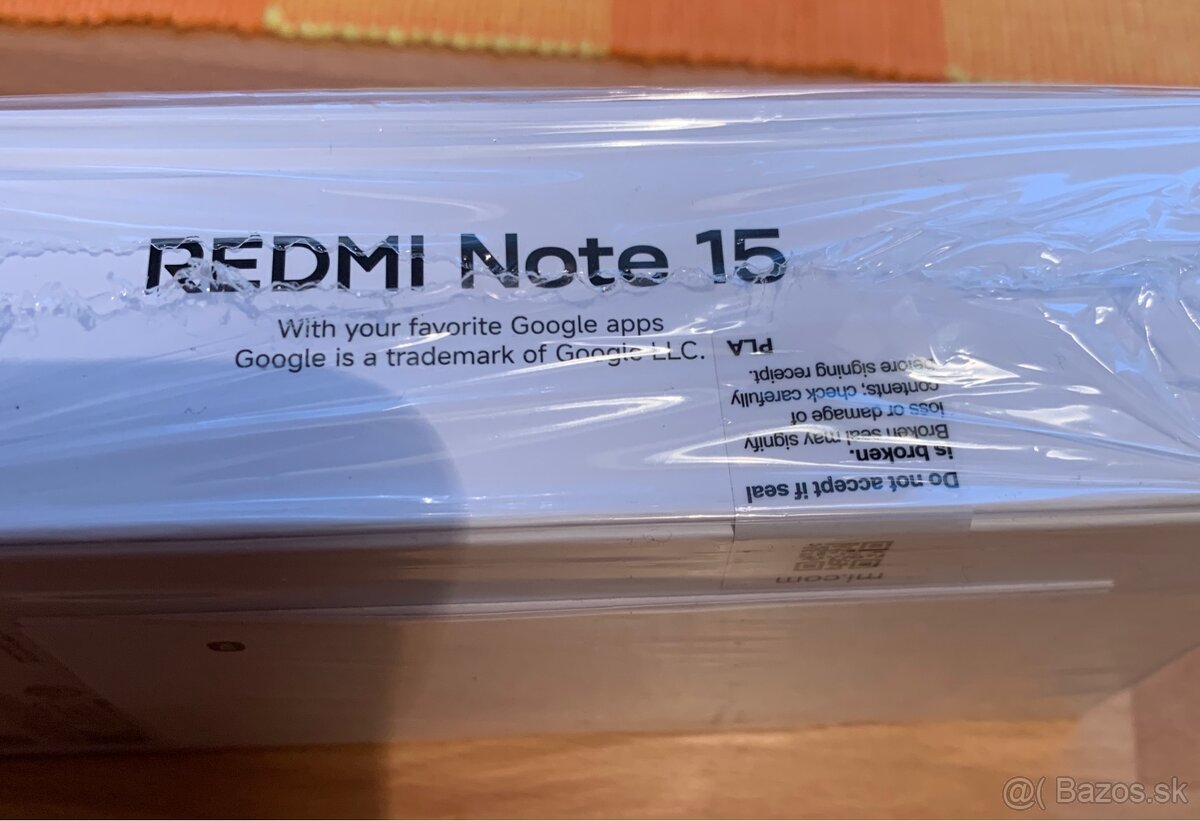 REDMI Note 15
With your favorite Google apps
Google is a trademark of Google LLC.
Do not accept if seal
is broken.
Broken seal may signify
loss or damage of
contents; check carefully
before signing receipt.
PLA
mi.com
@( Bazos.sk